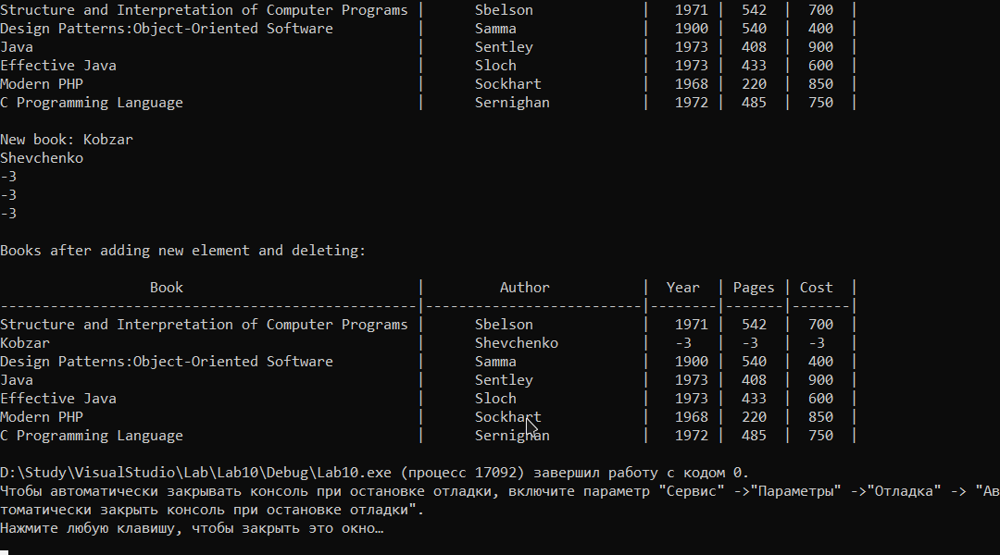 Structure and Interpretation of Computer Programs | Sbelson | 1971 | 542 | 700 |
Design Patterns:Object-Oriented Software | Samma | 1900 | 540 | 400 |
Java | Sentley | 1973 | 408 | 900 |
Effective Java | Sloch | 1973 | 433 | 600 |
Modern PHP | Sockhart | 1968 | 220 | 850 |
C Programming Language | Sernighan | 1972 | 485 | 750 |
New book: Kobzar
Shevchenko
-3
-3
-3
Books after adding new element and deleting:
Book | Author | Year | Pages | Cost |
--------------------------------------------------|--------------------------|--------|-------|-------|
Structure and Interpretation of Computer Programs | Sbelson | 1971 | 542 | 700 |
Kobzar | Shevchenko | -3 | -3 | -3 |
Design Patterns:Object-Oriented Software | Samma | 1900 | 540 | 400 |
Java | Sentley | 1973 | 408 | 900 |
Effective Java | Sloch | 1973 | 433 | 600 |
Modern PHP | Sockhart | 1968 | 220 | 850 |
C Programming Language | Sernighan | 1972 | 485 | 750 |
D:\Study\VisualStudio\Lab\Lab10\Debug\Lab10.exe (процесс 17092) завершил работу с кодом 0.
Чтобы автоматически закрывать консоль при остановке отладки, включите параметр "Сервис" ->"Параметры" ->"Отладка" -> "Ав
томатически закрыть консоль при остановке отладки".
Нажмите любую клавишу, чтобы закрыть это окно…